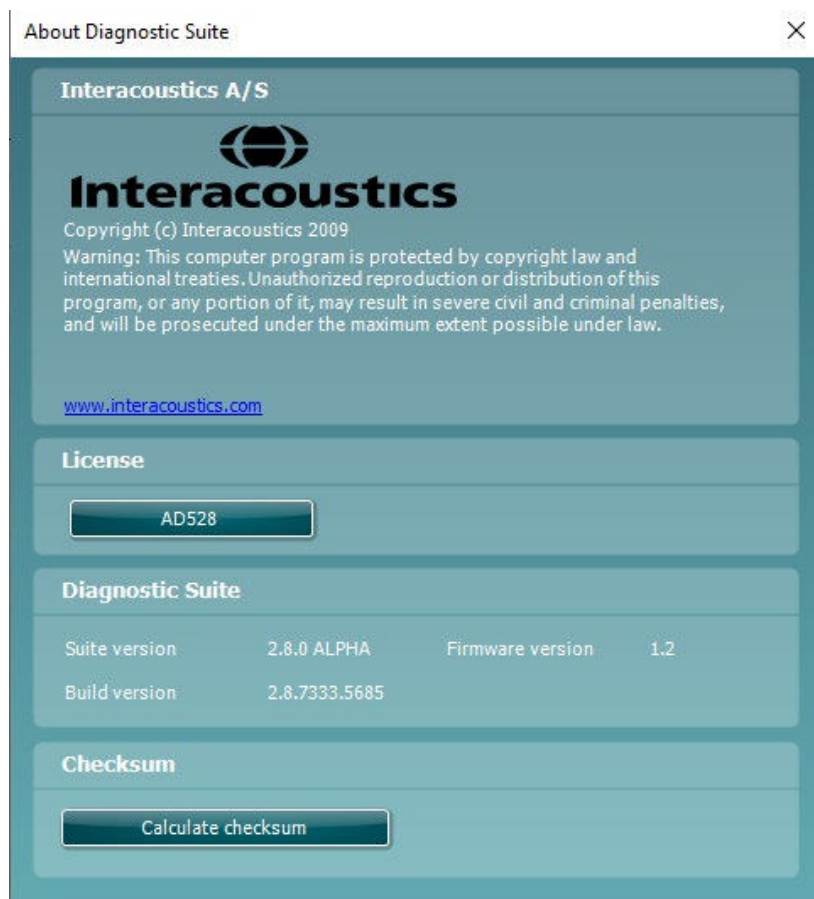 About Diagnostic Suite
Interacoustics A/S
Interacoustics
Copyright (c) Interacoustics 2009
Warning: This computer program is protected by copyright law and
international treaties. Unauthorized reproduction or distribution of this
program, or any portion of it, may result in severe civil and criminal penalties,
and will be prosecuted under the maximum extent possible under law.
www.interacoustics.com
License
AD528
Diagnostic Suite
Suite version 2.8.0 ALPHA Firmware version 1.2
Build version 2.8.7333.5685
Checksum
Calculate checksum